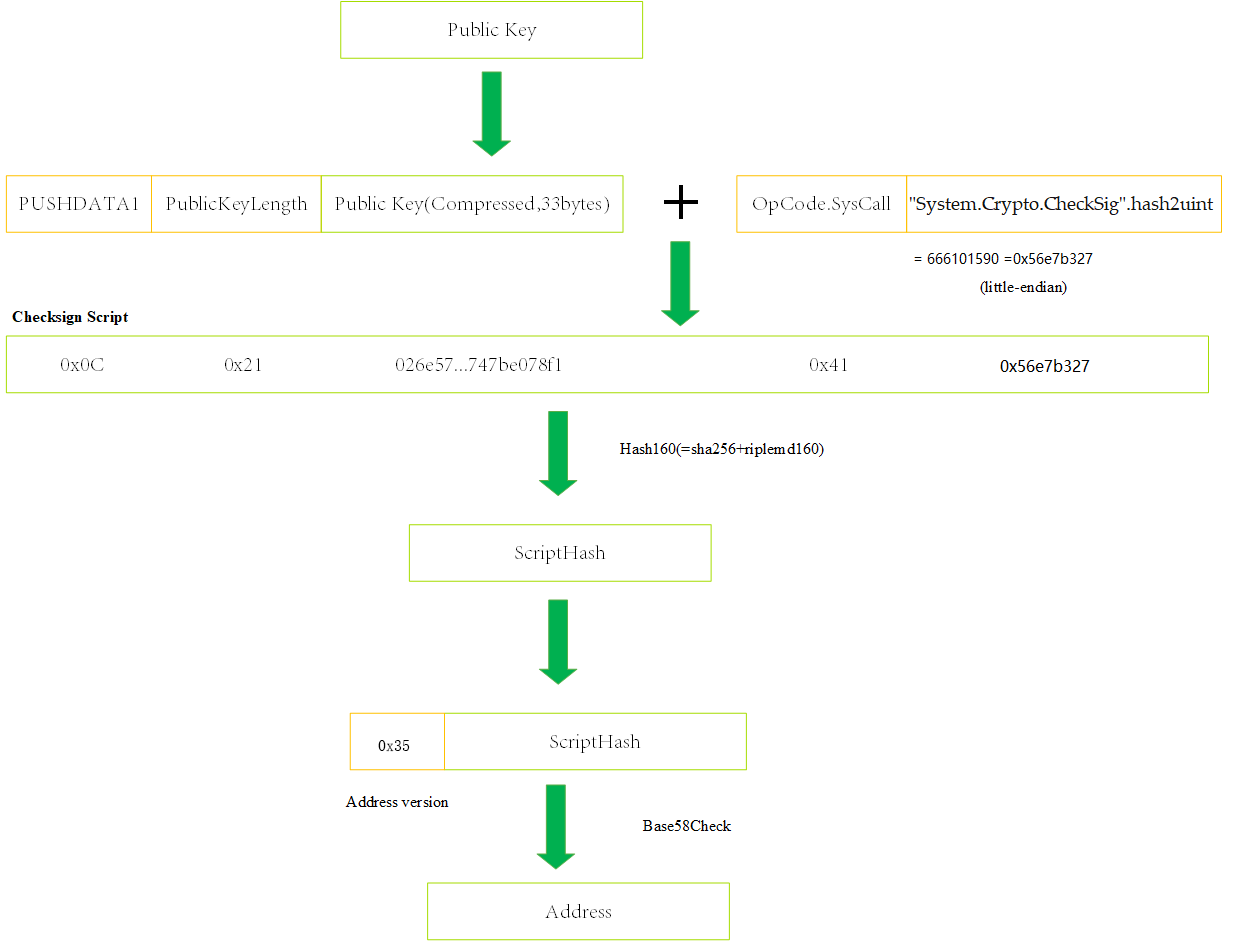 Public Key
PUSHDATA1 PublicKeyLength Public Key(Compressed,33bytes) + OpCode.SysCall "System.Crypto.CheckSig".hash2uint
= 666101590 =0x56e7b327
(little-endian)
Checksign Script
0x0C 0x21 026e57...747be078f1 0x41 0x56e7b327
Hash160(=sha256+riplemd160)
ScriptHash
0x35 ScriptHash
Address version
Base58Check
Address